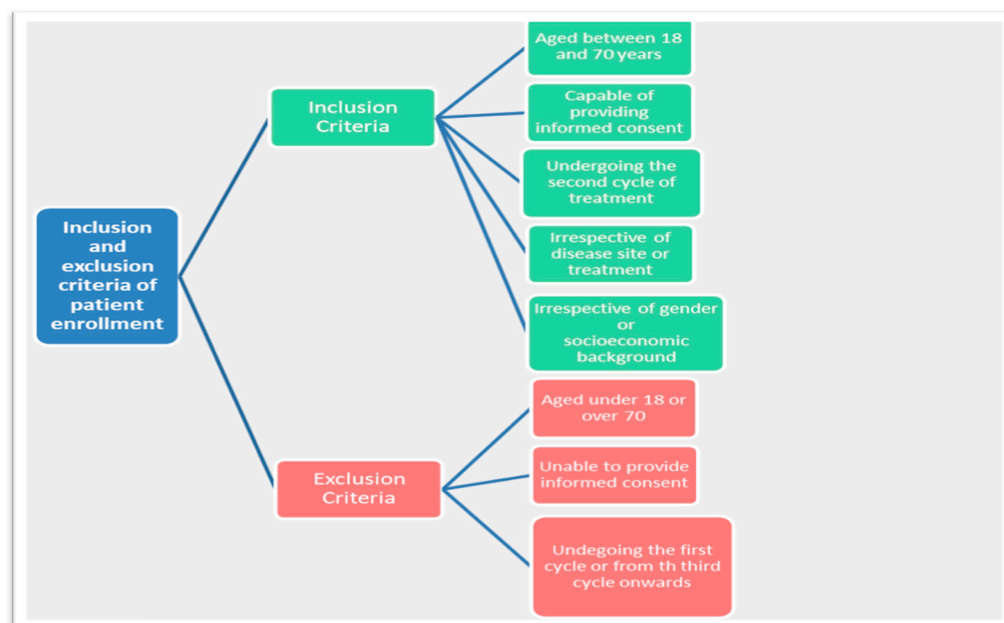 Inclusion
and
exclusion
criteria of
patient
enrollment
Inclusion
Criteria
Aged between 18
and 70 years
Capable of
providing
informed consent
Undergoing the
second cycle of
treatment
Irrespective of
disease site or
treatment
Irrespective of gender
or
socioeconomic
background
Exclusion
Criteria
Aged under 18 or
over 70
Unable to provide
informed consent
Undegoing the first
cycle or from th third
cycle onwards